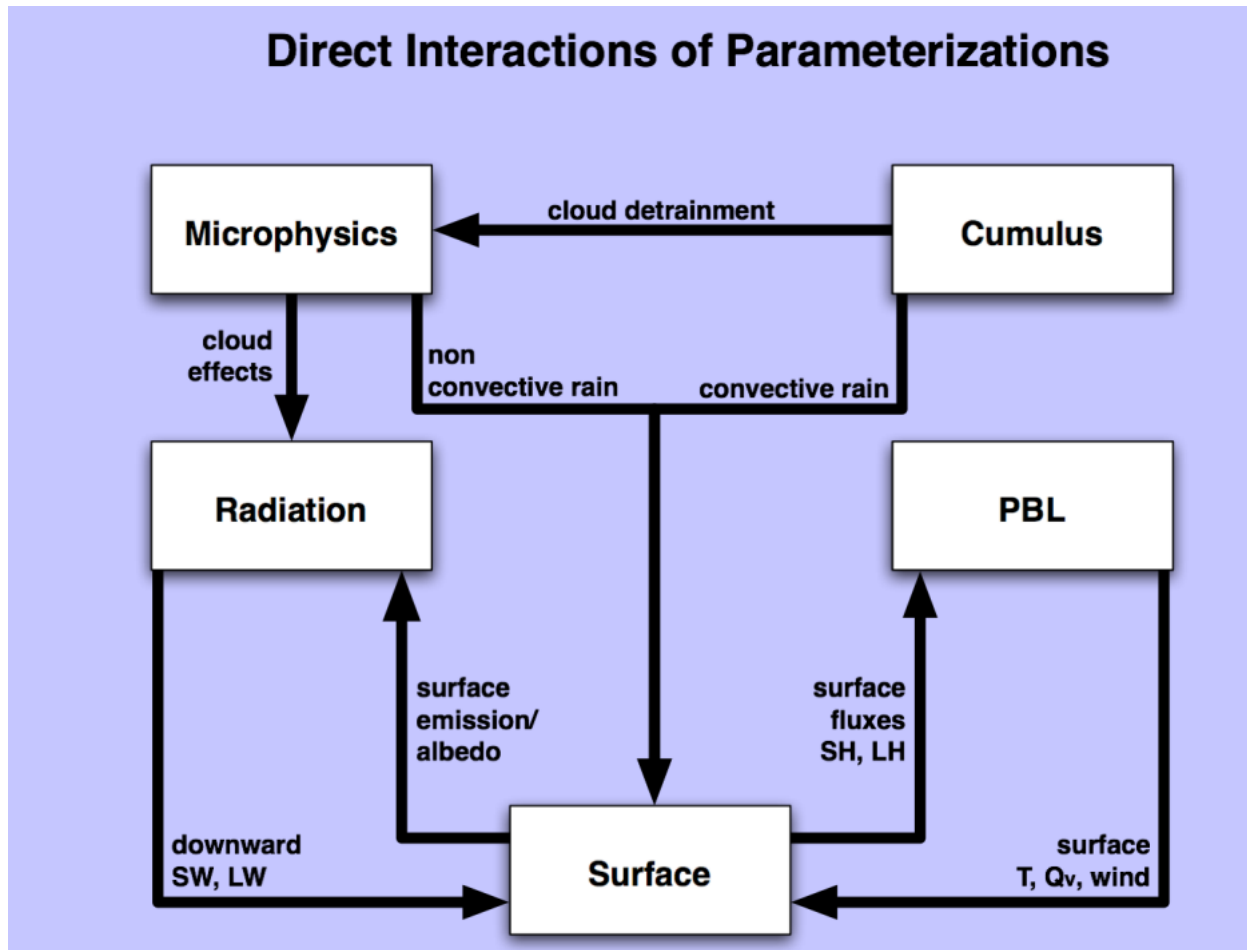 Direct Interactions of Parameterizations
Microphysics
cloud detrainment
Cumulus
cloud
effects
non
convective rain
convective rain
Radiation
PBL
surface
emission/
albedo
surface
fluxes
SH, LH
downward
SW, LW
Surface
surface
T, Qv, wind